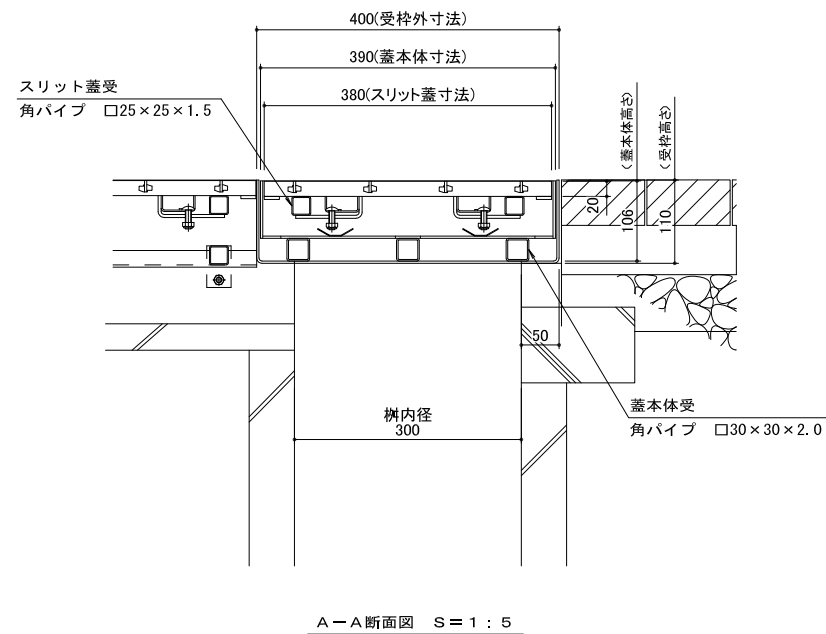 400(受枠外寸法)
390(蓋本体寸法)
380(スリット蓋寸法)
スリット蓋受
角パイプ □25×25×1.5
(蓋本体高さ)
(受枠高さ)
20
106
110
50
桝内径
300
蓋本体受
角パイプ □30×30×2.0
A－A断面図 S＝1：5